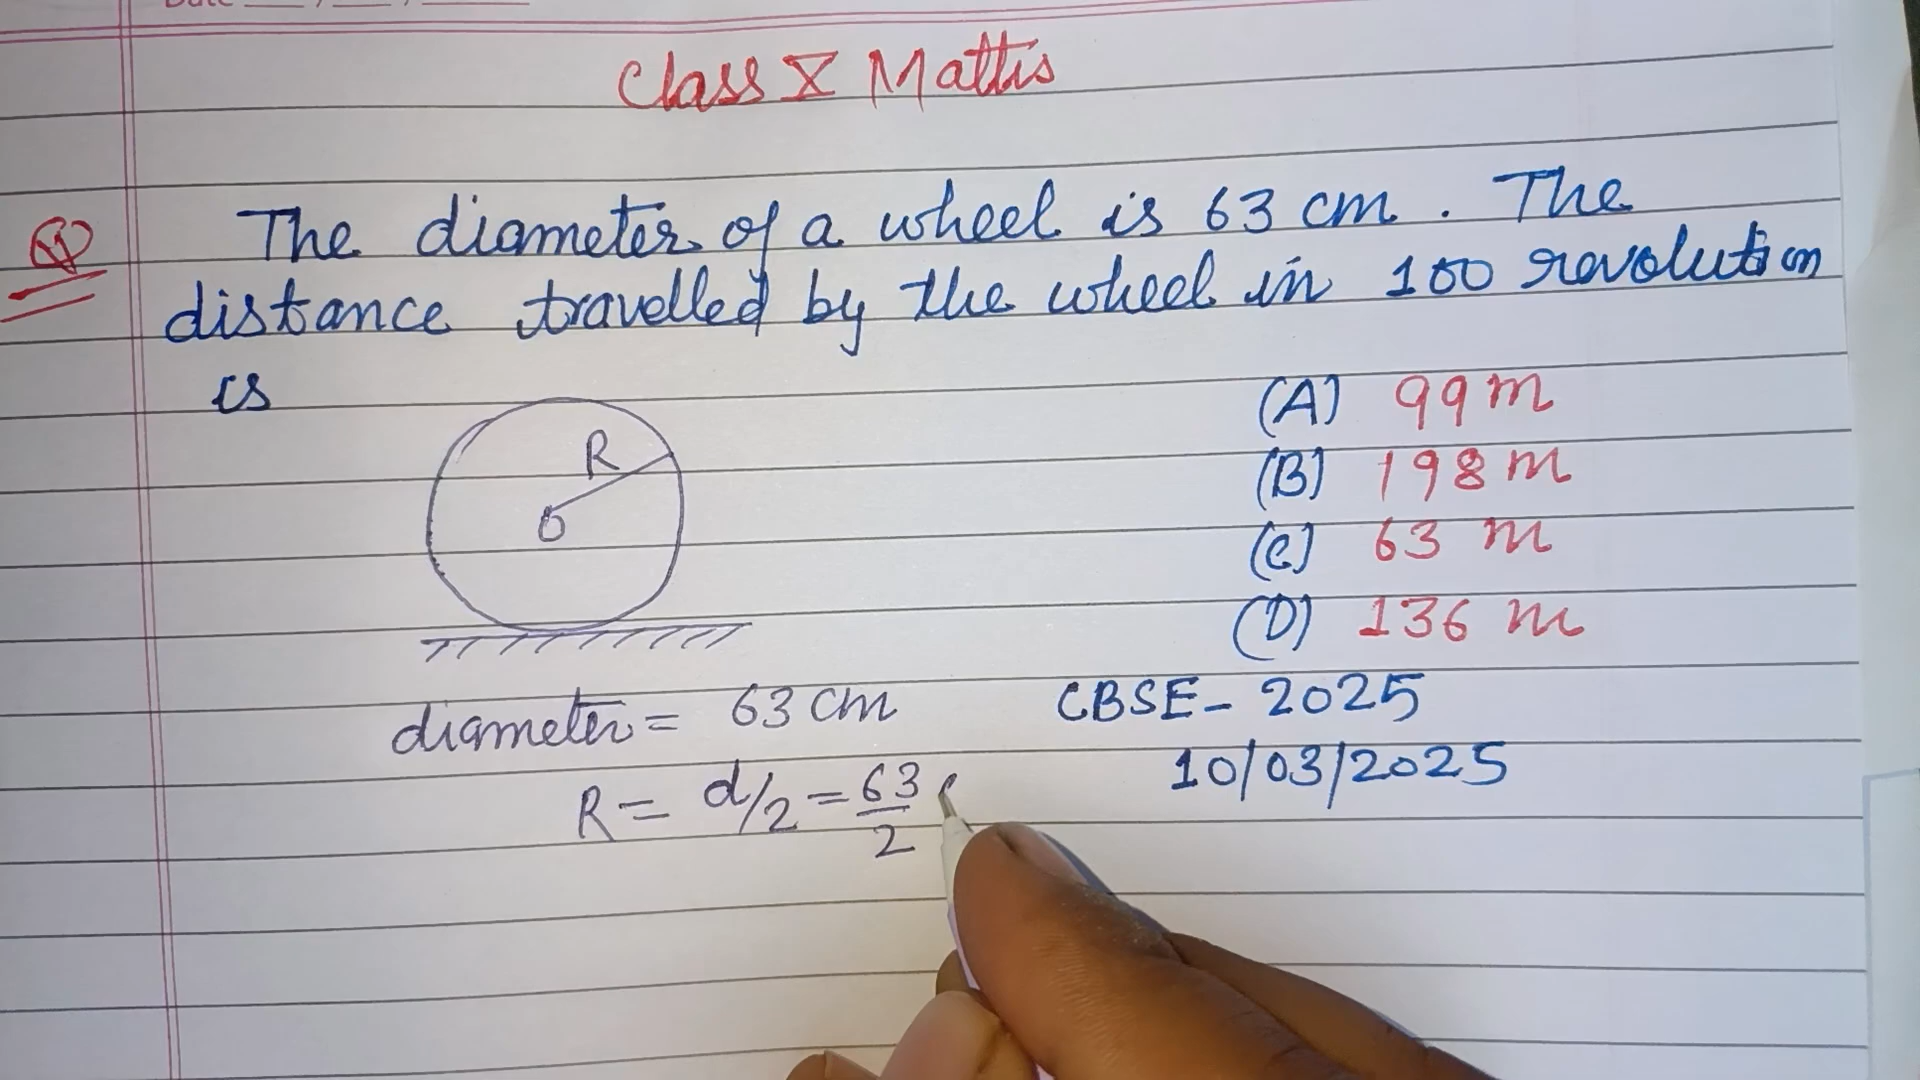 Date
Class X Maths
Q The diameter of a wheel is 63 cm. The
distance travelled by the wheel in 100 revolution
is
(A) 99 m
R
(B) 198 m
O
(C) 63 m
(D) 136 m
diameter = 63 cm
CBSE - 2025
R = d/2 = 63/2
10/03/2025